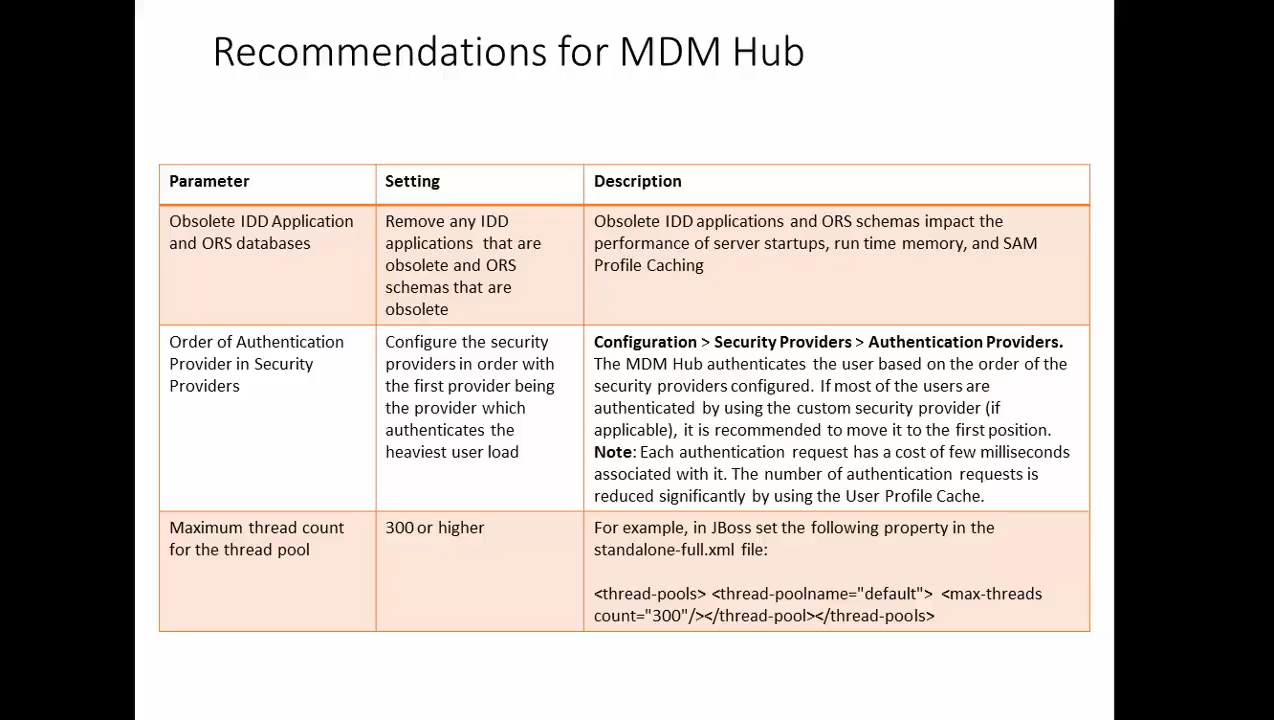 Recommendations for MDM Hub
Parameter
Setting
Description
Obsolete IDD Application
and ORS databases
Remove any IDD
applications that are
obsolete and ORS
schemas that are
obsolete
Obsolete IDD applications and ORS schemas impact the
performance of server startups, run time memory, and SAM
Profile Caching
Order of Authentication
Provider in Security
Providers
Configure the security
providers in order with
the first provider being
the provider which
authenticates the
heaviest user load
Configuration > Security Providers > Authentication Providers.
The MDM Hub authenticates the user based on the order of the
security providers configured. If most of the users are
authenticated by using the custom security provider (if
applicable), it is recommended to move it to the first position.
Note: Each authentication request has a cost of few milliseconds
associated with it. The number of authentication requests is
reduced significantly by using the User Profile Cache.
Maximum thread count
for the thread pool
300 or higher
For example, in JBoss set the following property in the
standalone-full.xml file:
<thread-pools> <thread-poolname="default"> <max-threads
count="300"/></thread-pool></thread-pools>